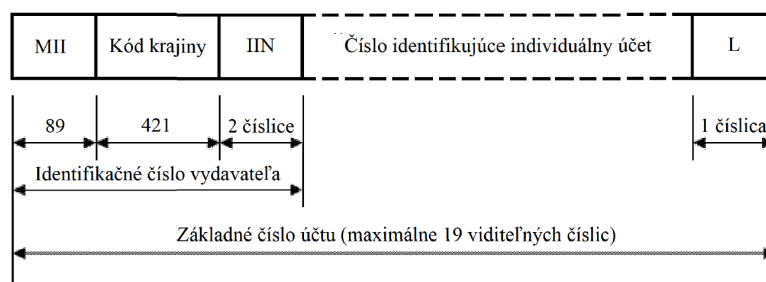 MII Kód krajiny IIN Číslo identifikujúce individuálny účet L
89 421 2 číslice 1 číslica
Identifikačné číslo vydavateľa
Základné číslo účtu (maximálne 19 viditeľných číslic)